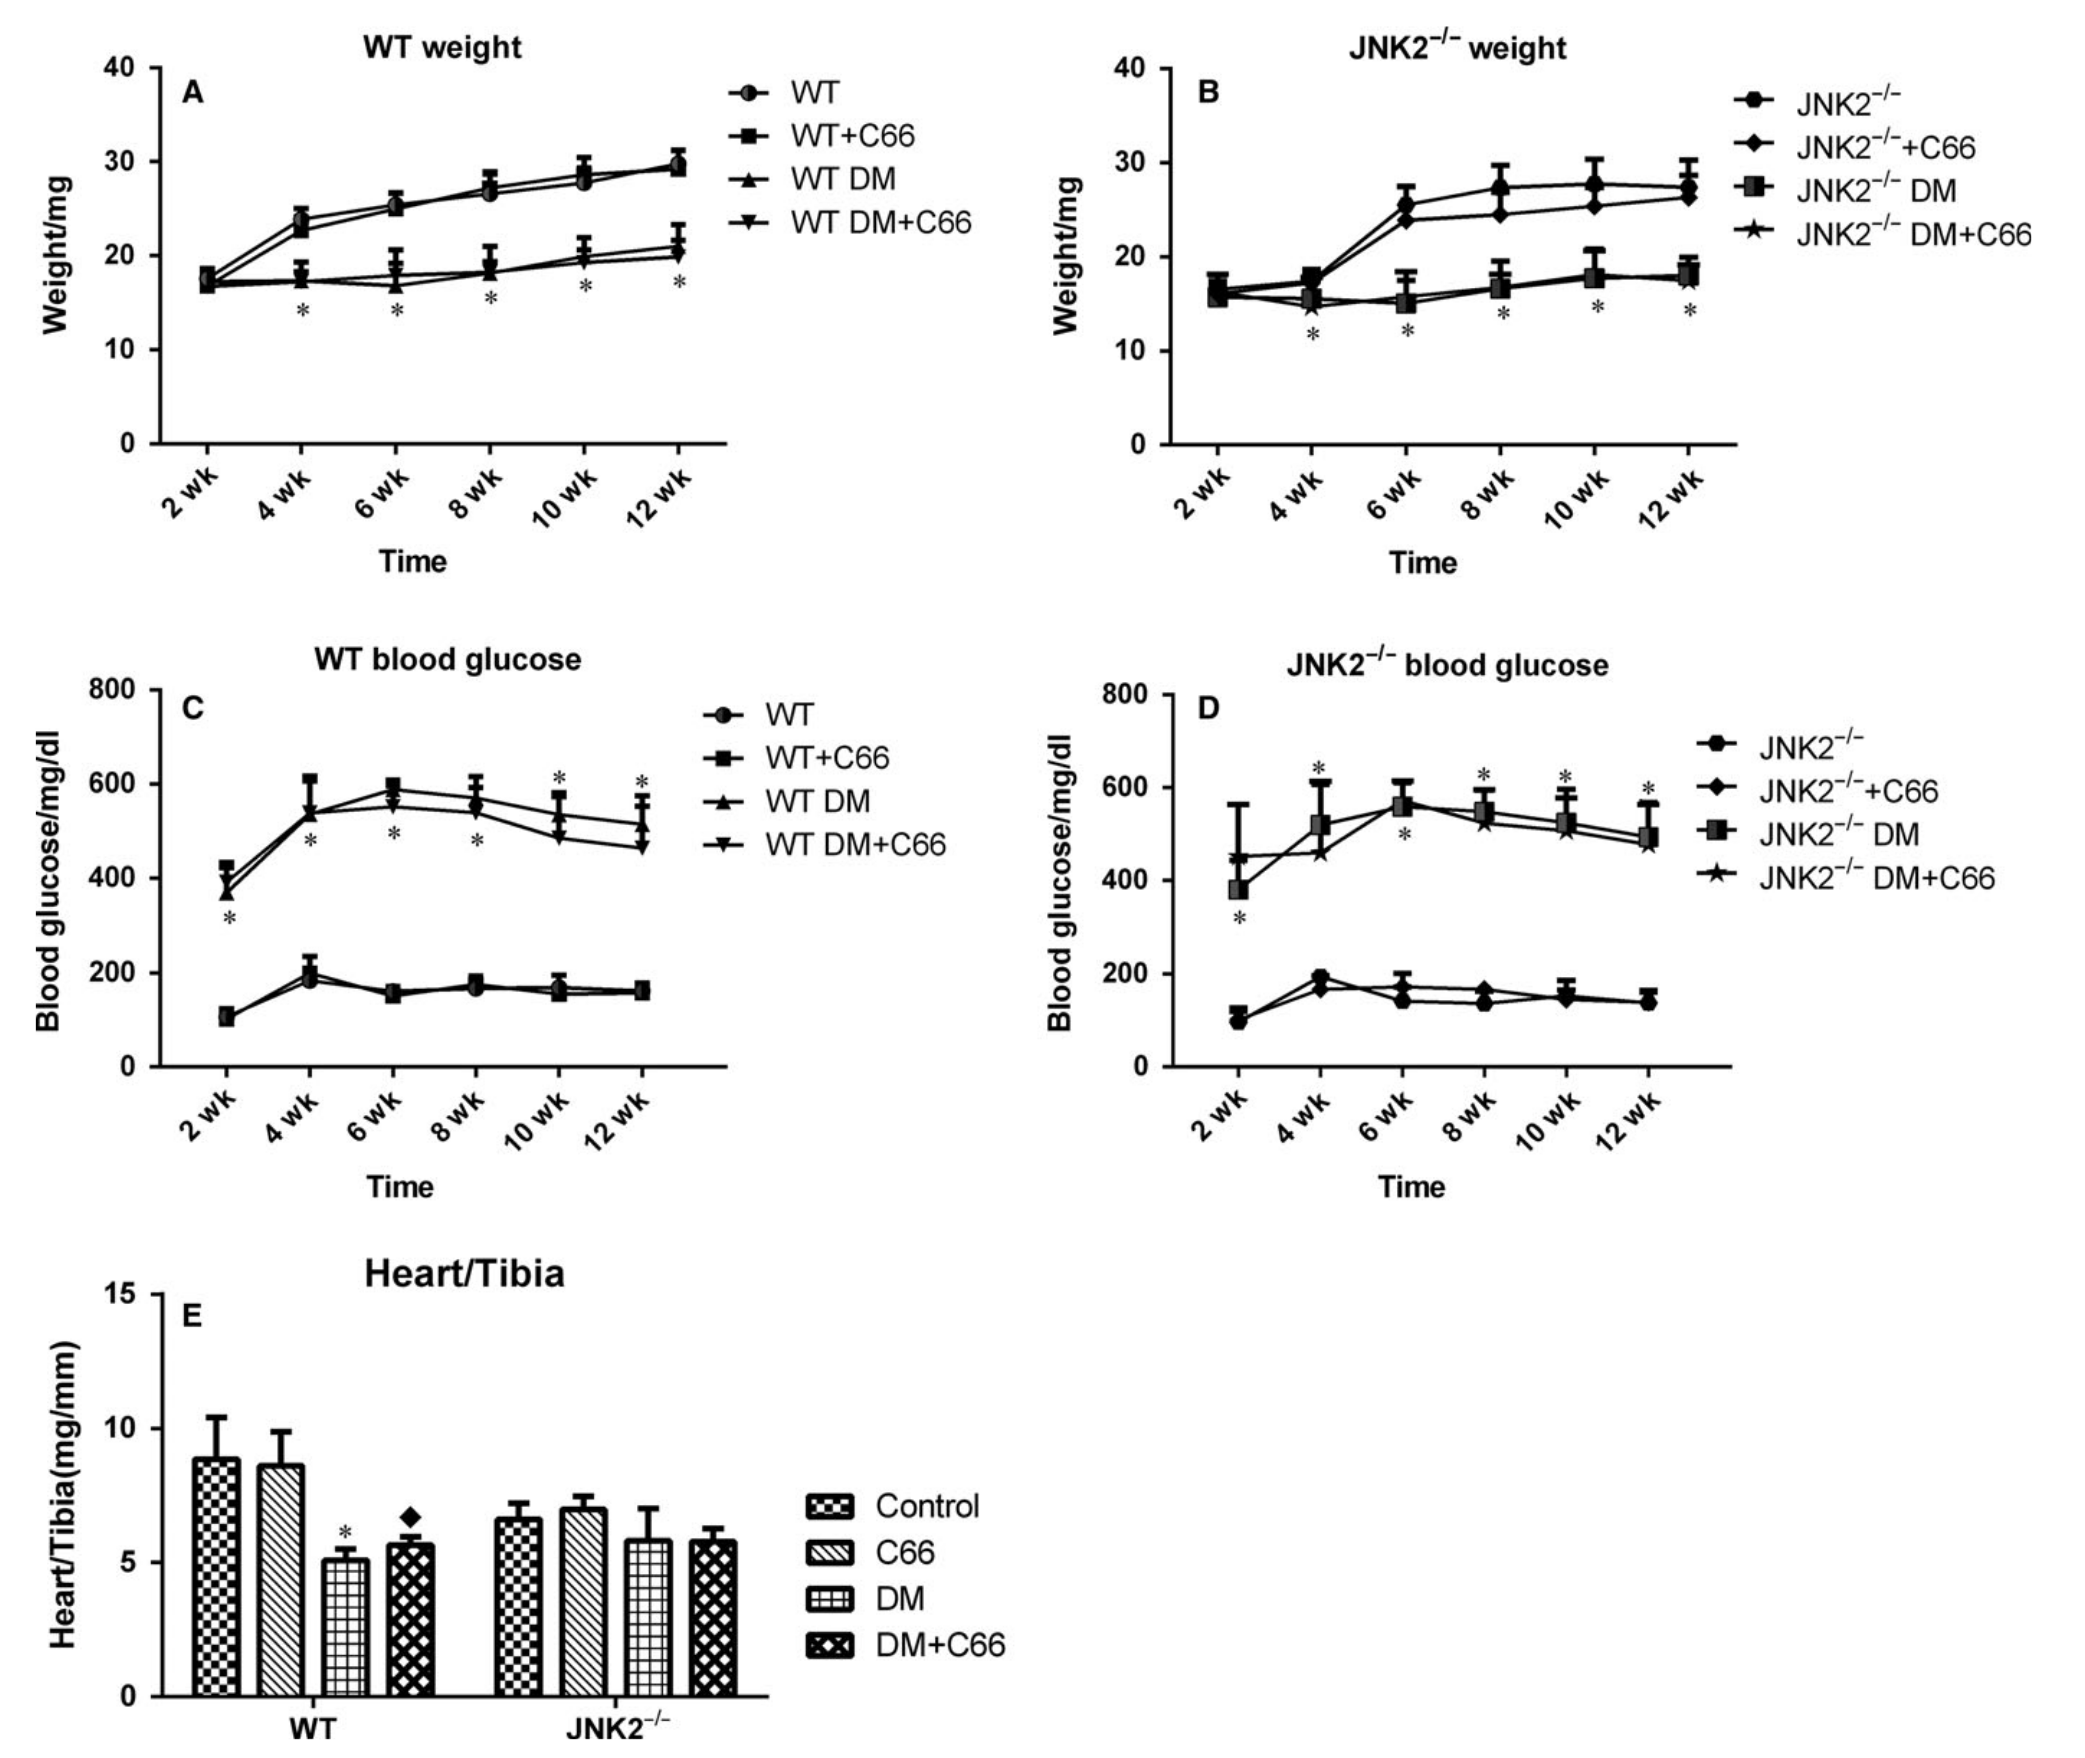 WT weight
A
40
30
20
10
0
Weight/mg
2 wk
4 wk
6 wk
8 wk
10 wk
12 wk
Time
WT
WT+C66
WT DM
WT DM+C66
*
*
*
*
*
JNK2−/− weight
B
40
30
20
10
0
Weight/mg
2 wk
4 wk
6 wk
8 wk
10 wk
12 wk
Time
JNK2−/−
JNK2−/−+C66
JNK2−/− DM
JNK2−/− DM+C66
*
*
*
*
*
WT blood glucose
C
800
600
400
200
0
Blood glucose/mg/dl
2 wk
4 wk
6 wk
8 wk
10 wk
12 wk
Time
WT
WT+C66
WT DM
WT DM+C66
*
*
*
*
*
*
JNK2−/− blood glucose
D
800
600
400
200
0
Blood glucose/mg/dl
2 wk
4 wk
6 wk
8 wk
10 wk
12 wk
Time
JNK2−/−
JNK2−/−+C66
JNK2−/− DM
JNK2−/− DM+C66
*
*
*
*
*
*
Heart/Tibia
E
15
10
5
0
Heart/Tibia(mg/mm)
*
◆
WT
JNK2−/−
Control
C66
DM
DM+C66